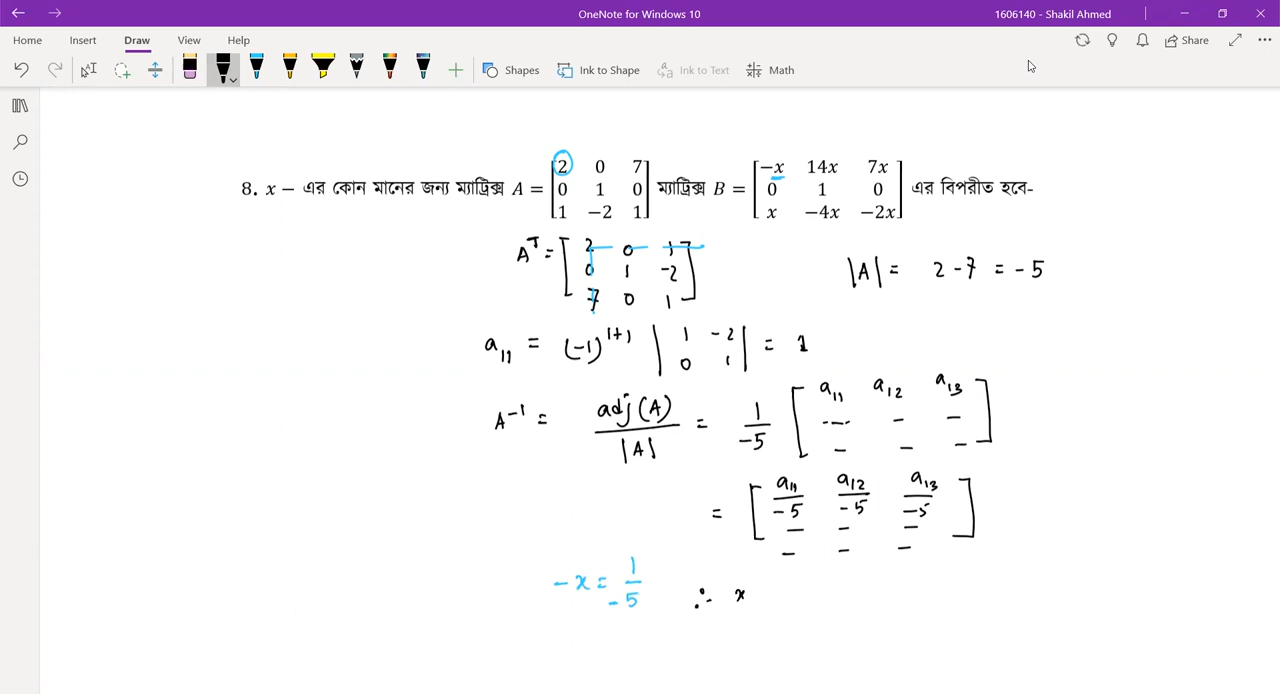 OneNote for Windows 10
1606140 - Shakil Ahmed
Home Insert Draw View Help
Share
Shapes Ink to Shape Ink to Text Math
8. x − এর কোন মানের জন্য ম্যাট্রিক্স A = [2 0 7; 0 1 0; 1 −2 1] ম্যাট্রিক্স B = [−x 14x 7x; 0 1 0; x −4x −2x] এর বিপরীত হবে-
A^T = [2 0 1; 0 1 -2; 7 0 1]
|A| = 2 - 7 = -5
a₁₁ = (-1)^1+1 |1 -2; 0 1| = 1
A^-1 = adj(A)/|A| = 1/-5 [a₁₁ a₁₂ a₁₃; --- - -; - - -]
= [a₁₁/-5 a₁₂/-5 a₁₃/-5; - - -; - - -]
-x = 1/-5 ∴ x